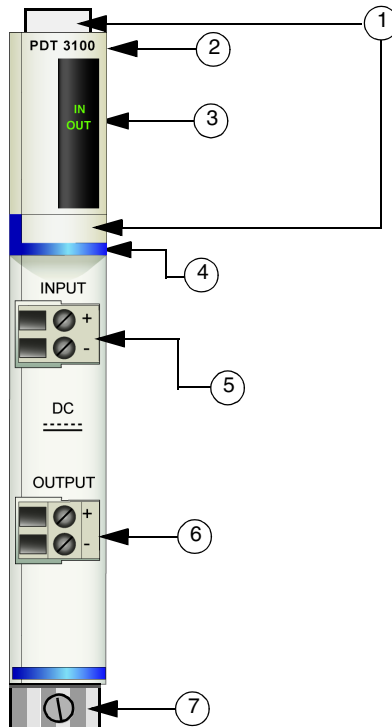 1
PDT 3100
2
IN
OUT
3
4
INPUT
+
-
5
DC
OUTPUT
+
-
6
7